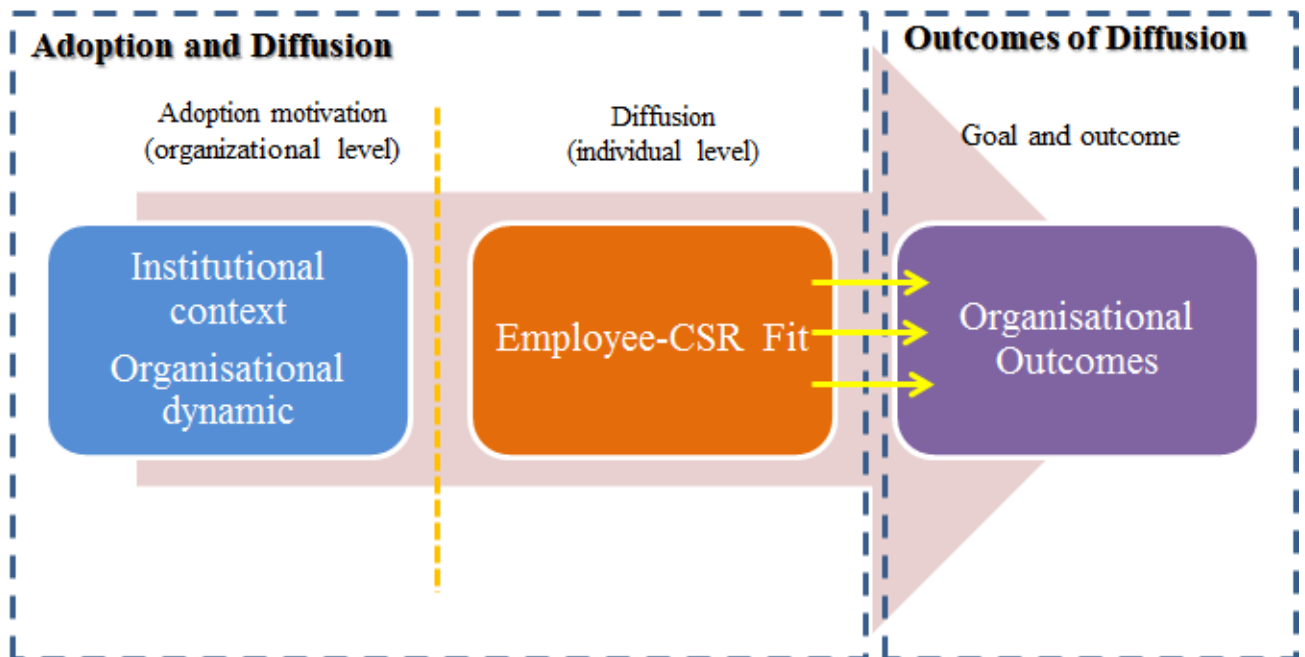 Adoption and Diffusion
Outcomes of Diffusion
Adoption motivation
(organizational level)
Diffusion
(individual level)
Goal and outcome
Institutional
context
Organisational
dynamic
Employee-CSR Fit
Organisational
Outcomes